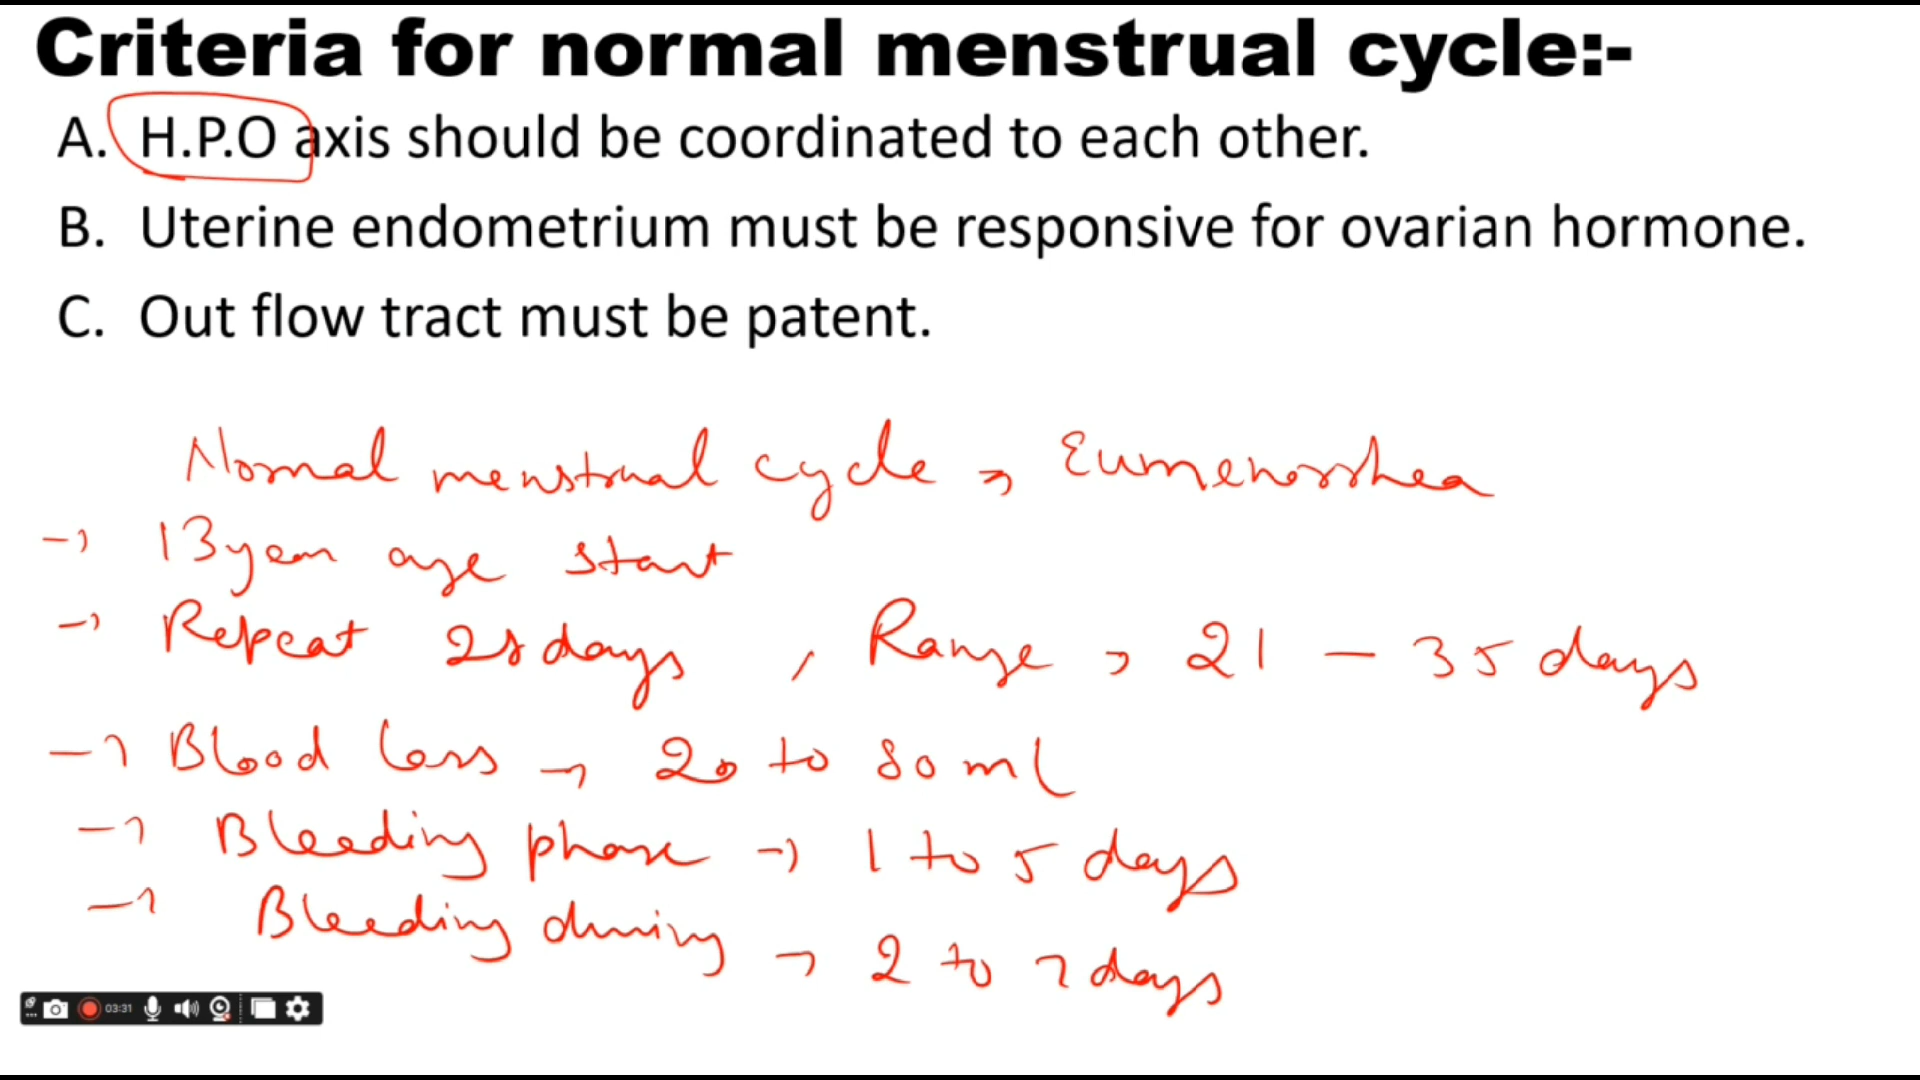 Criteria for normal menstrual cycle:-
A. H.P.O axis should be coordinated to each other.
B. Uterine endometrium must be responsive for ovarian hormone.
C. Out flow tract must be patent.
Normal menstrual cycle → Eumenorrhea
→ 13 year age start
→ Repeat 28 days , Range → 21 - 35 days
→ Blood loss → 20 to 80 ml
→ Bleeding phase → 1 to 5 days
→ Bleeding during → 2 to 7 days
03:31